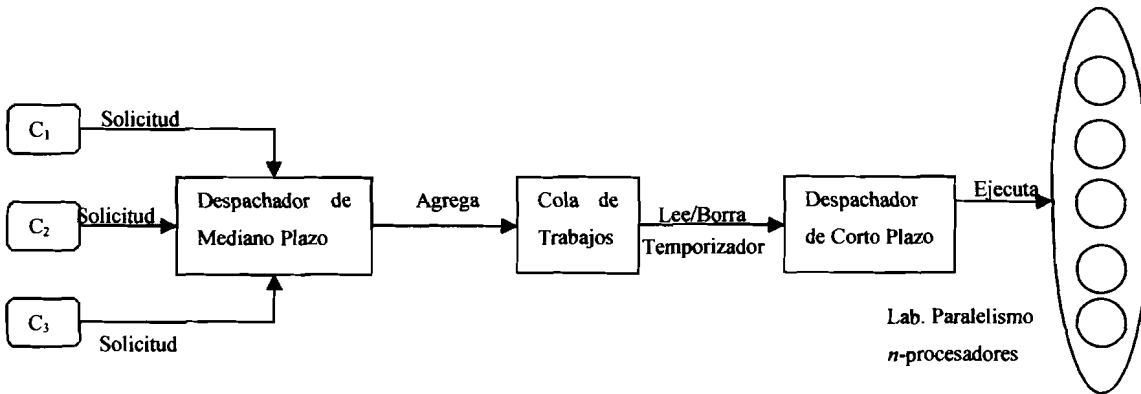 C1
Solicitud
C2
Solicitud
C3
Solicitud
Despachador de
Mediano Plazo
Agrega
Cola de
Trabajos
Lee/Borra
Temporizador
Despachador
de Corto Plazo
Ejecuta
Lab. Paralelismo
n-procesadores